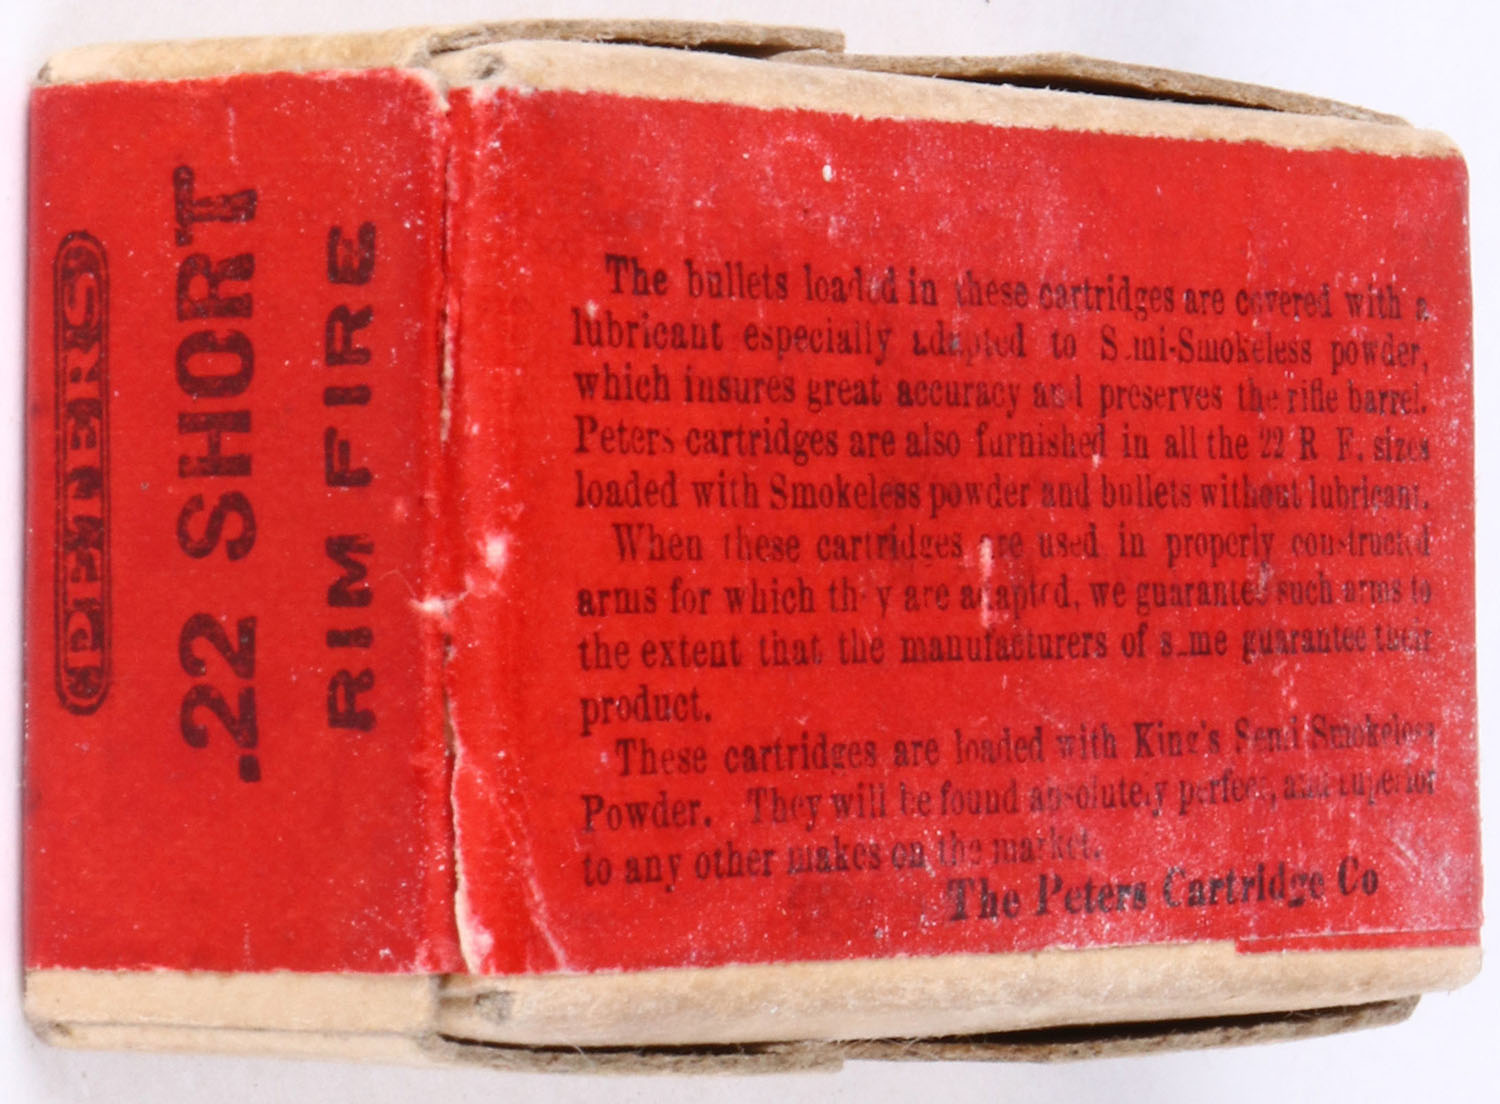 PETERS
.22 SHORT
RIM FIRE
The bullets loaded in these cartridges are covered with a
lubricant especially adapted to Semi-Smokeless powder,
which insures great accuracy and preserves the rifle barrel.
Peters cartridges are also furnished in all the 22 R F. sizes
loaded with Smokeless powder and bullets without lubricant.
When these cartridges are used in properly constructed
arms for which they are adapted, we guarantee such arms to
the extent that the manufacturers of same guarantee their
product.
These cartridges are loaded with King's Semi-Smokeless
Powder. They will be found absolutely perfect, and superior
to any other makes on the market.
The Peters Cartridge Co